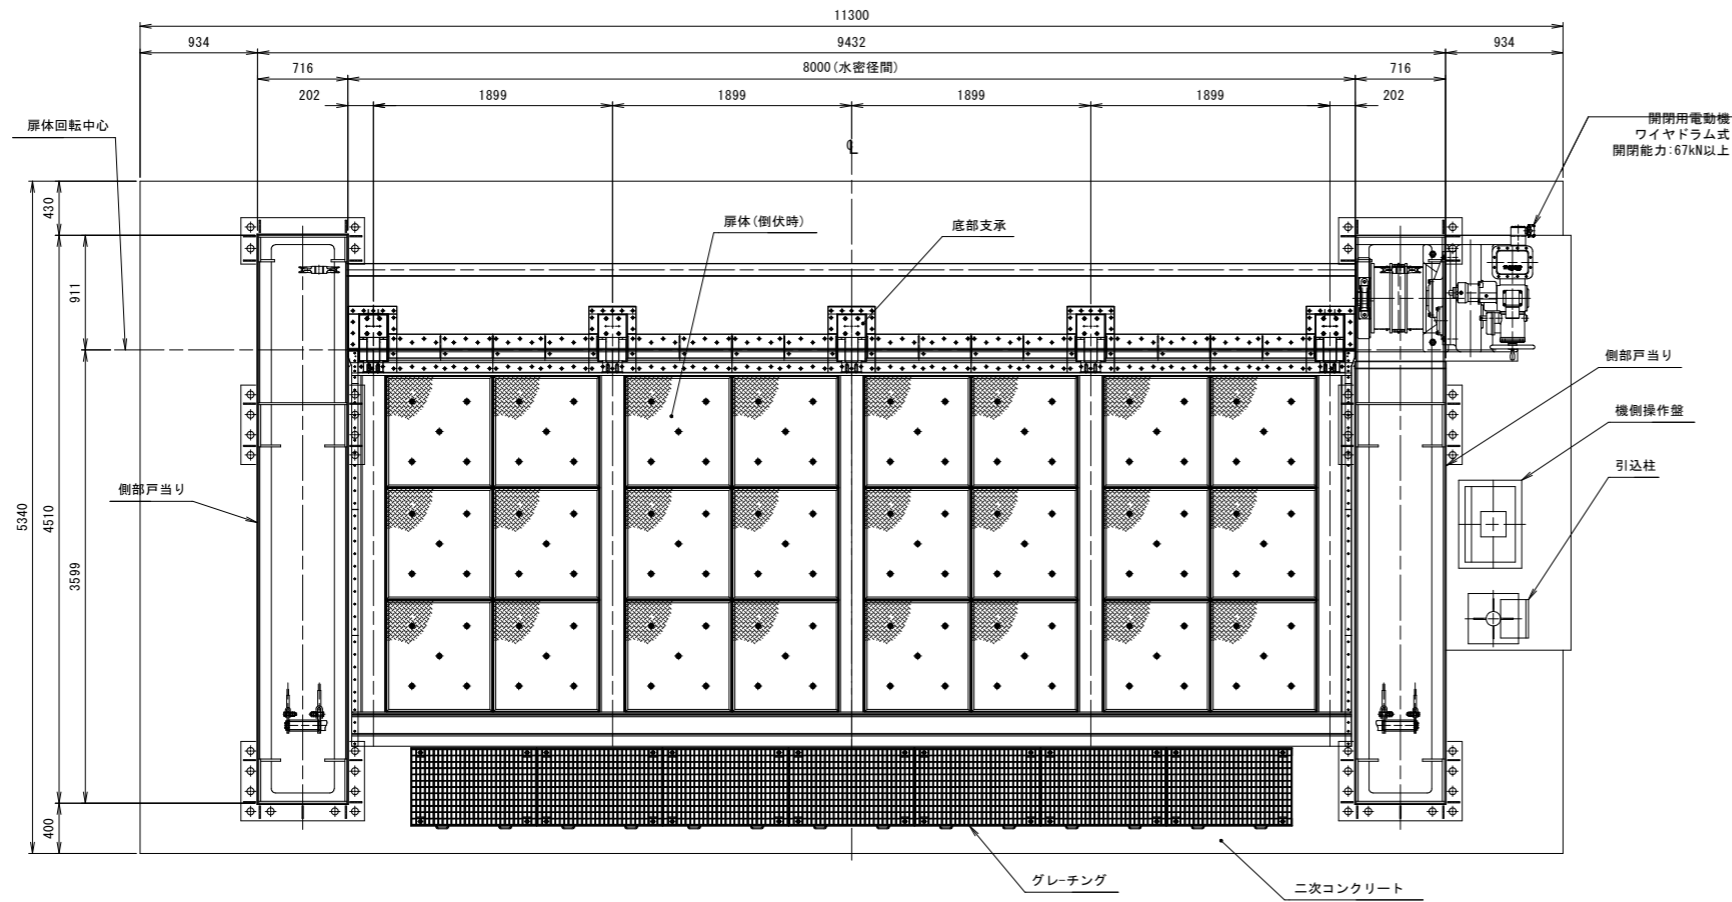 11300
934
9432
934
716
8000(水密径間)
716
202
1899
1899
1899
1899
202
扉体回転中心
開閉用電動機
ワイヤドラム式
開閉能力:67kN以上
℄
430
扉体(倒伏時)
底部支承
911
側部戸当り
機側操作盤
引込柱
側部戸当り
5340
4510
3599
400
グレーチング
二次コンクリート